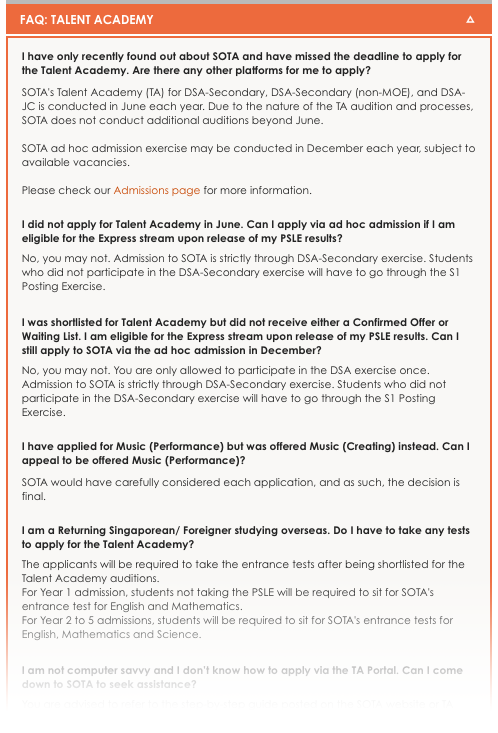 FAQ: TALENT ACADEMY
I have only recently found out about SOTA and have missed the deadline to apply for
the Talent Academy. Are there any other platforms for me to apply?
SOTA's Talent Academy (TA) for DSA-Secondary, DSA-Secondary (non-MOE), and DSA-
JC is conducted in June each year. Due to the nature of the TA audition and processes,
SOTA does not conduct additional auditions beyond June.
SOTA ad hoc admission exercise may be conducted in December each year, subject to
available vacancies.
Please check our Admissions page for more information.
I did not apply for Talent Academy in June. Can I apply via ad hoc admission if I am
eligible for the Express stream upon release of my PSLE results?
No, you may not. Admission to SOTA is strictly through DSA-Secondary exercise. Students
who did not participate in the DSA-Secondary exercise will have to go through the S1
Posting Exercise.
I was shortlisted for Talent Academy but did not receive either a Confirmed Offer or
Waiting List. I am eligible for the Express stream upon release of my PSLE results. Can I
still apply to SOTA via the ad hoc admission in December?
No, you may not. You are only allowed to participate in the DSA exercise once.
Admission to SOTA is strictly through DSA-Secondary exercise. Students who did not
participate in the DSA-Secondary exercise will have to go through the S1 Posting
Exercise.
I have applied for Music (Performance) but was offered Music (Creating) instead. Can I
appeal to be offered Music (Performance)?
SOTA would have carefully considered each application, and as such, the decision is
final.
I am a Returning Singaporean/ Foreigner studying overseas. Do I have to take any tests
to apply for the Talent Academy?
The applicants will be required to take the entrance tests after being shortlisted for the
Talent Academy auditions.
For Year 1 admission, students not taking the PSLE will be required to sit for SOTA's
entrance test for English and Mathematics.
For Year 2 to 5 admissions, students will be required to sit for SOTA's entrance tests for
English, Mathematics and Science.
I am not computer savvy and I don't know how to apply via the TA Portal. Can I come
down to SOTA to seek assistance?